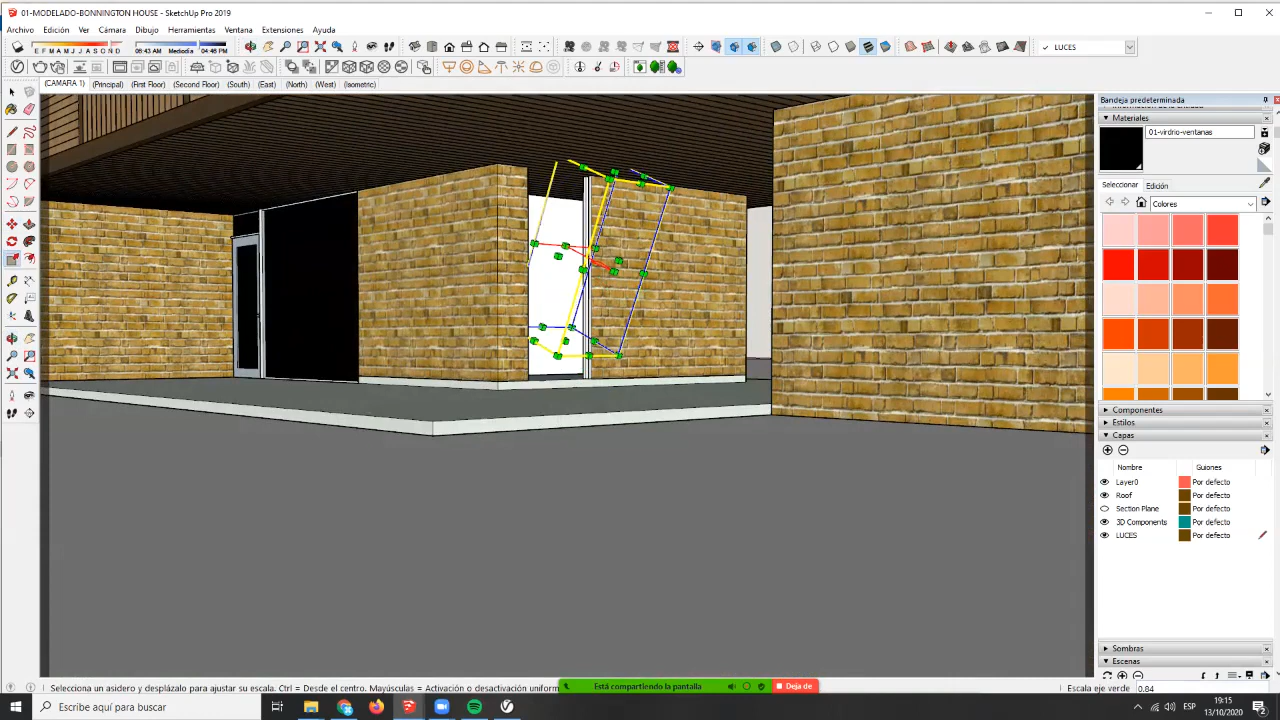 01-MODELADO-BONNINGTON HOUSE - SketchUp Pro 2019
Archivo Edición Ver Cámara Dibujo Herramientas Ventana Extensiones Ayuda
E F M A M J J A S O N D 06:43 AM Mediodía 04:46 PM
LUCES
(CAMARA 1) (Principal) (First Floor) (Second Floor) (South) (East) (North) (West) (Isometric)
Bandeja predeterminada
Materiales
01-virdrio-ventanas
Seleccionar Edición
Colores
Componentes
Estilos
Capas
Nombre Guiones
Layer0 Por defecto
Roof Por defecto
Section Plane Por defecto
3D Components Por defecto
LUCES Por defecto
Sombras
Escenas
Selecciona un asidero y desplázalo para ajustar su escala. Ctrl = Desde el centro. Mayúsculas = Activación o desactivación uniform
Está compartiendo la pantalla Deja de
Escala eje verde 0.84
Escribe aquí para buscar
ESP
19:15
13/10/2020
2